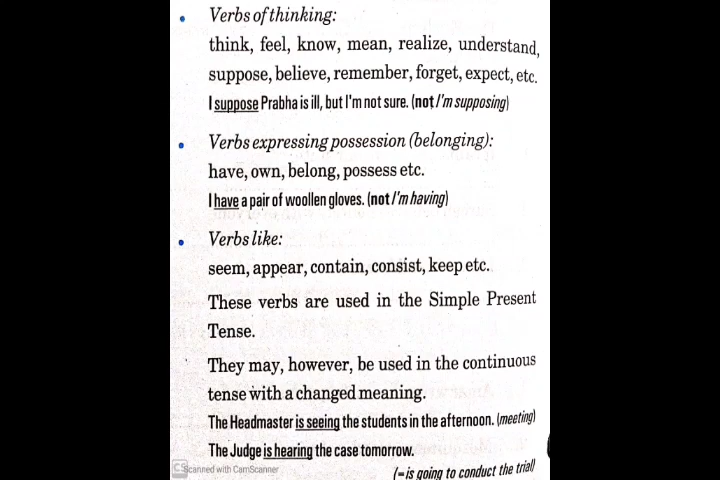 • Verbs of thinking:
think, feel, know, mean, realize, understand,
suppose, believe, remember, forget, expect, etc.
I suppose Prabha is ill, but I'm not sure. (not I'm supposing)
• Verbs expressing possession (belonging):
have, own, belong, possess etc.
I have a pair of woollen gloves. (not I'm having)
• Verbs like:
seem, appear, contain, consist, keep etc.
These verbs are used in the Simple Present
Tense.
They may, however, be used in the continuous
tense with a changed meaning.
The Headmaster is seeing the students in the afternoon. (meeting)
The Judge is hearing the case tomorrow.
(=is going to conduct the trial)
CS Scanned with CamScanner